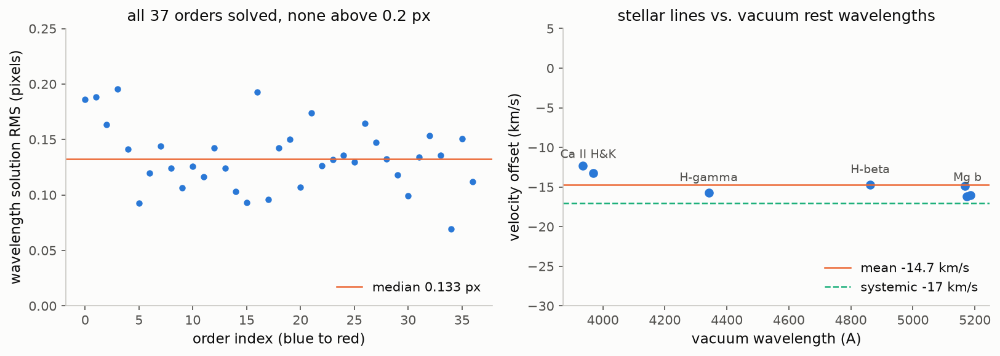 all 37 orders solved, none above 0.2 px
wavelength solution RMS (pixels)
0.25
0.20
0.15
0.10
0.05
0.00
median 0.133 px
0 5 10 15 20 25 30 35
order index (blue to red)
stellar lines vs. vacuum rest wavelengths
velocity offset (km/s)
5
0
−5
−10
−15
−20
−25
−30
Ca II H&K
H-gamma
H-beta
Mg b
mean -14.7 km/s
systemic -17 km/s
4000 4200 4400 4600 4800 5000 5200
vacuum wavelength (A)